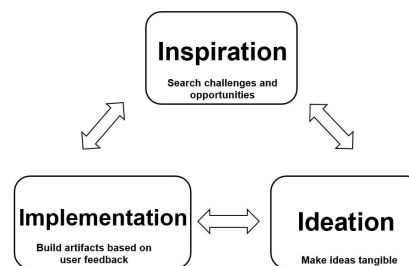 Inspiration
Search challenges and
opportunities
Implementation
Build artifacts based on
user feedback
Ideation
Make ideas tangible